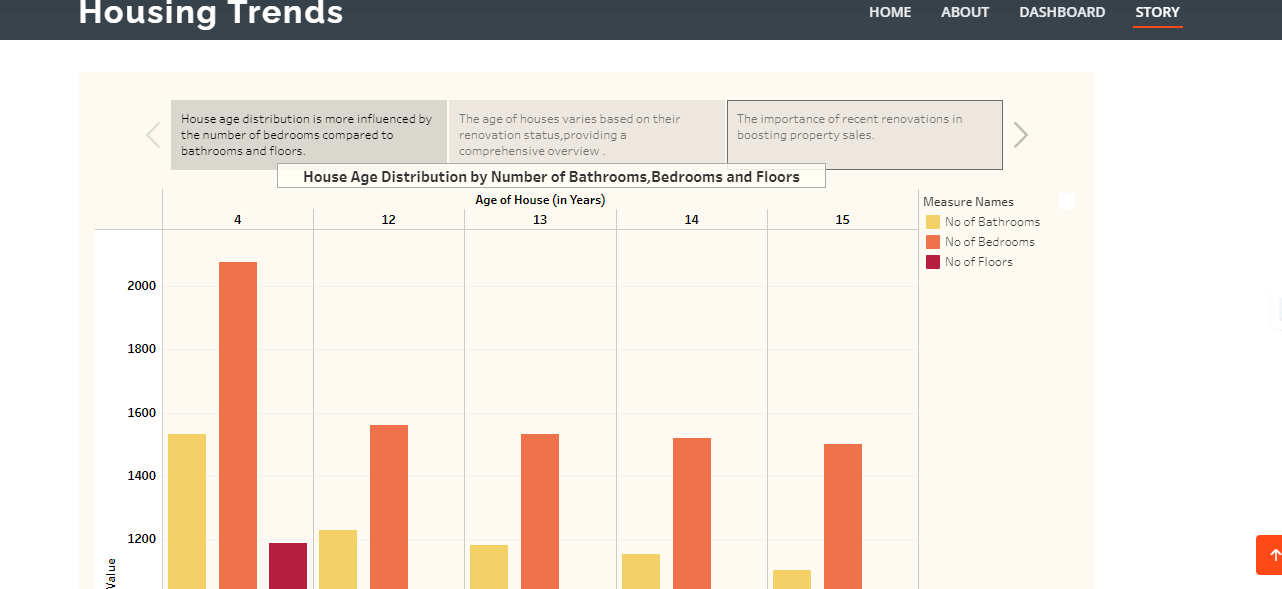 Housing Trends
HOME ABOUT DASHBOARD STORY
House age distribution is more influenced by
the number of bedrooms compared to
bathrooms and floors.
The age of houses varies based on their
renovation status,providing a
comprehensive overview .
The importance of recent renovations in
boosting property sales.
House Age Distribution by Number of Bathrooms,Bedrooms and Floors
Age of House (in Years)
4 12 13 14 15
Measure Names
No of Bathrooms
No of Bedrooms
No of Floors
2000
1800
1600
1400
1200
Value